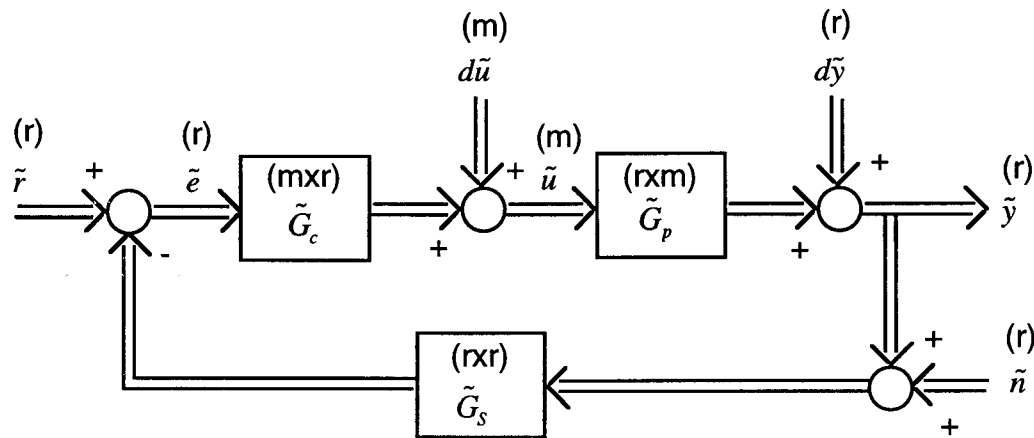 (m)
dũ
(r)
dỹ
(r)
r̃
+
(r)
ẽ
(mxr)
G̃c
+
+
(m)
ũ
(rxm)
G̃p
+
+
(r)
ỹ
-
(rxr)
G̃s
+
+
(r)
ñ